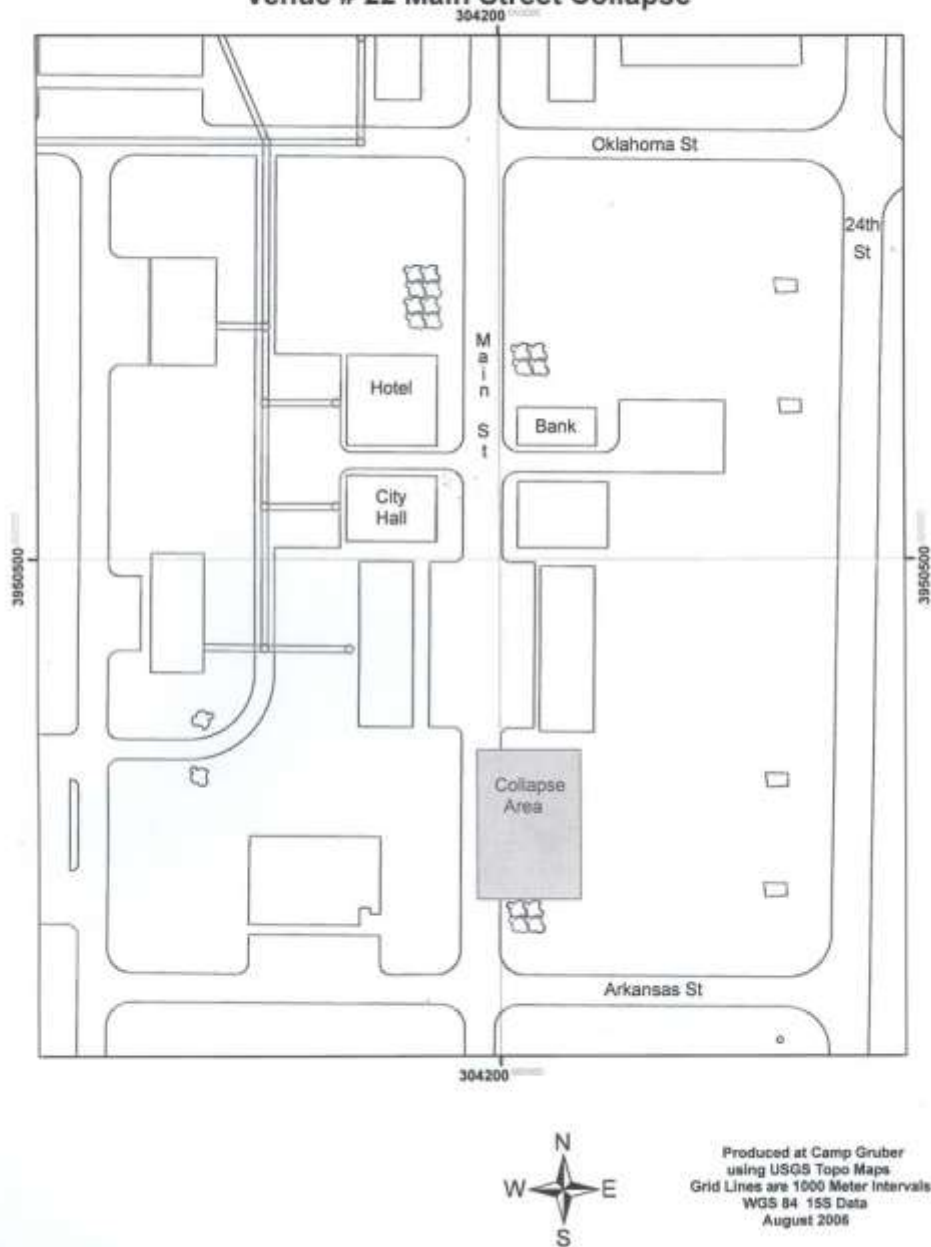 Venue # 22 Main Street Collapse
304200
Oklahoma St
24th
St
Main St
Hotel
Bank
City
Hall
3950500
3950500
Collapse
Area
Arkansas St
304200
N
W
E
S
Produced at Camp Gruber
using USGS Topo Maps
Grid Lines are 1000 Meter Intervals
WGS 84 15S Data
August 2006